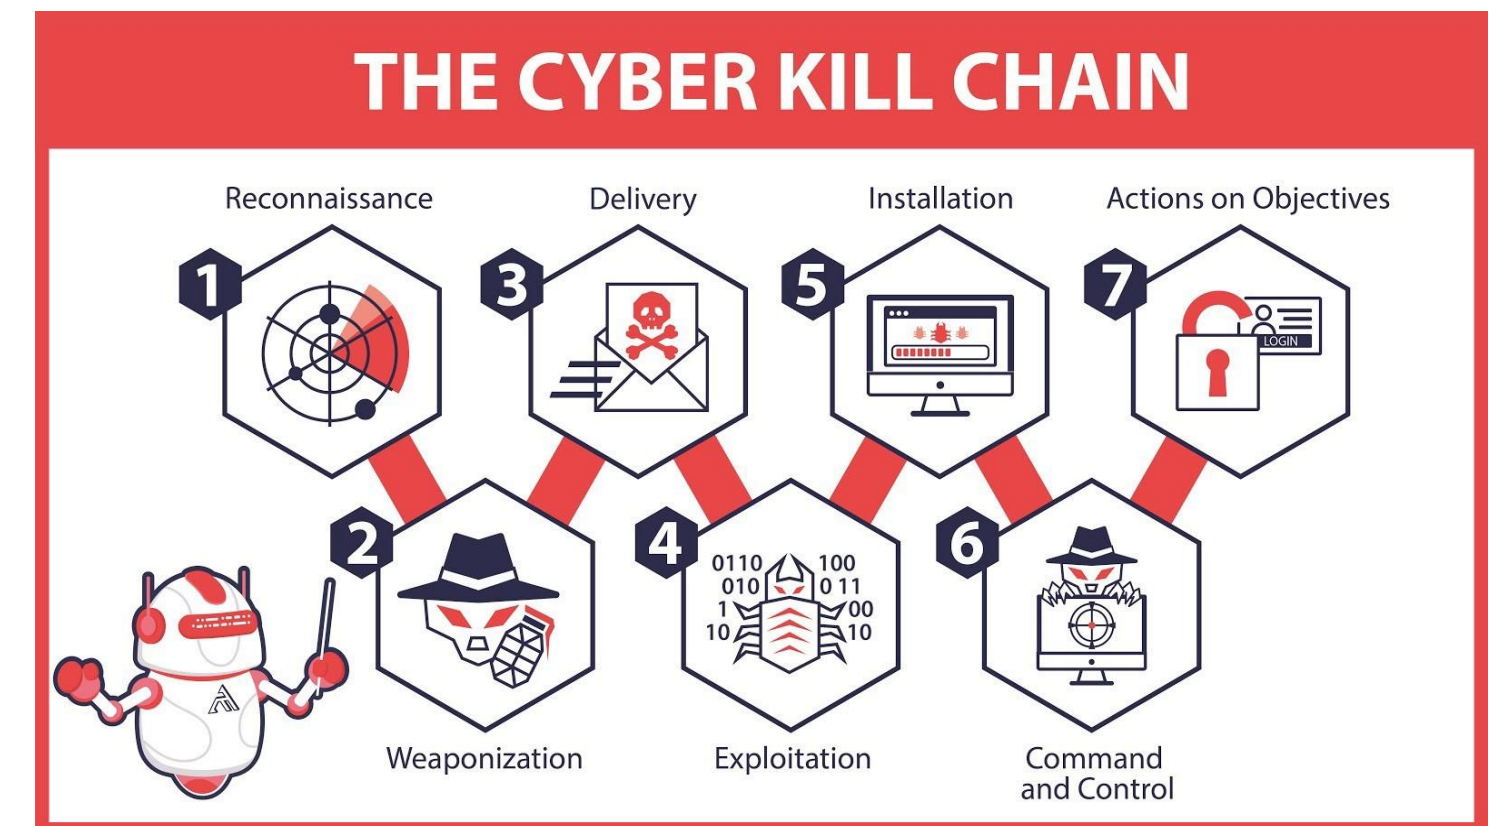 THE CYBER KILL CHAIN
Reconnaissance
Delivery
Installation
Actions on Objectives
1
3
5
7
LOGIN
2
4
6
0110 100
010 0 11
1 00
10 10
Weaponization
Exploitation
Command
and Control